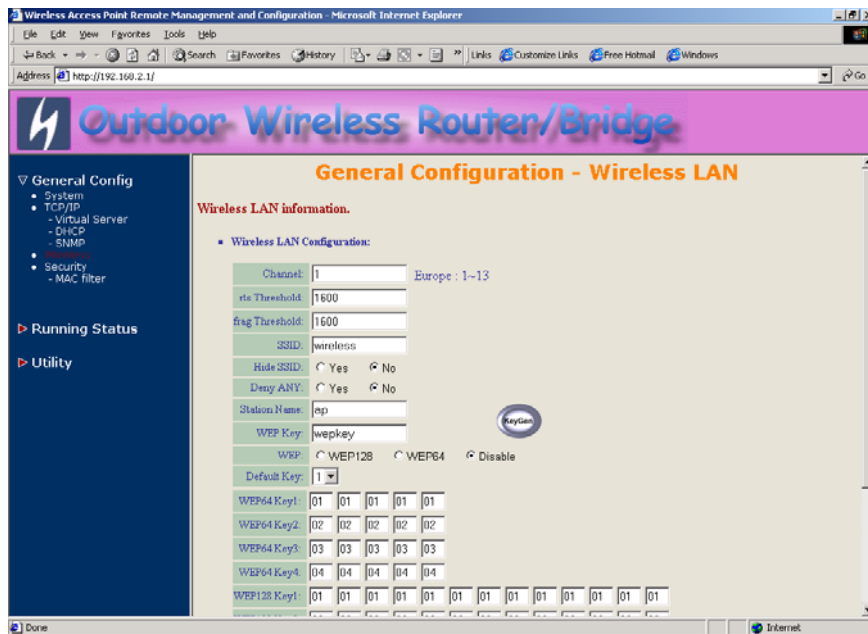 Wireless Access Point Remote Management and Configuration - Microsoft Internet Explorer
File Edit View Favorites Tools Help
Back Search Favorites History » Links Customize Links Free Hotmail Windows
Address http://192.168.2.1/ Go
Outdoor Wireless Router/Bridge
General Config
System
TCP/IP
- Virtual Server
- DHCP
- SNMP
Security
- MAC filter
Running Status
Utility
General Configuration - Wireless LAN
Wireless LAN information.
Wireless LAN Configuration:
Channel: 1 Europe : 1~13
rts Threshold: 1600
frag Threshold: 1600
SSID: wireless
Hide SSID: Yes No
Deny ANY: Yes No
Station Name: ap
KeyGen
WEP Key: wepkey
WEP: WEP128 WEP64 Disable
Default Key: 1
WEP64 Key1: 01 01 01 01 01
WEP64 Key2: 02 02 02 02 02
WEP64 Key3: 03 03 03 03 03
WEP64 Key4: 04 04 04 04 04
WEP128 Key1: 01 01 01 01 01 01 01 01 01 01 01 01 01
Done Internet